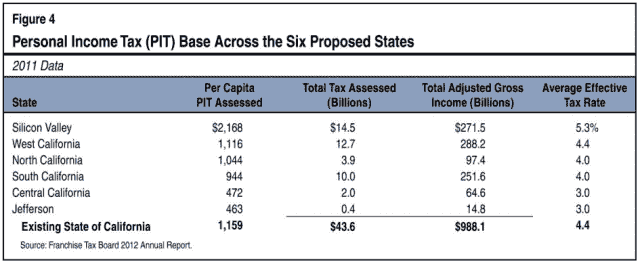 Figure 4
Personal Income Tax (PIT) Base Across the Six Proposed States
2011 Data
State Per Capita PIT Assessed Total Tax Assessed (Billions) Total Adjusted Gross Income (Billions) Average Effective Tax Rate
Silicon Valley $2,168 $14.5 $271.5 5.3%
West California 1,116 12.7 288.2 4.4
North California 1,044 3.9 97.4 4.0
South California 944 10.0 251.6 4.0
Central California 472 2.0 64.6 3.0
Jefferson 463 0.4 14.8 3.0
Existing State of California 1,159 $43.6 $988.1 4.4
Source: Franchise Tax Board 2012 Annual Report.